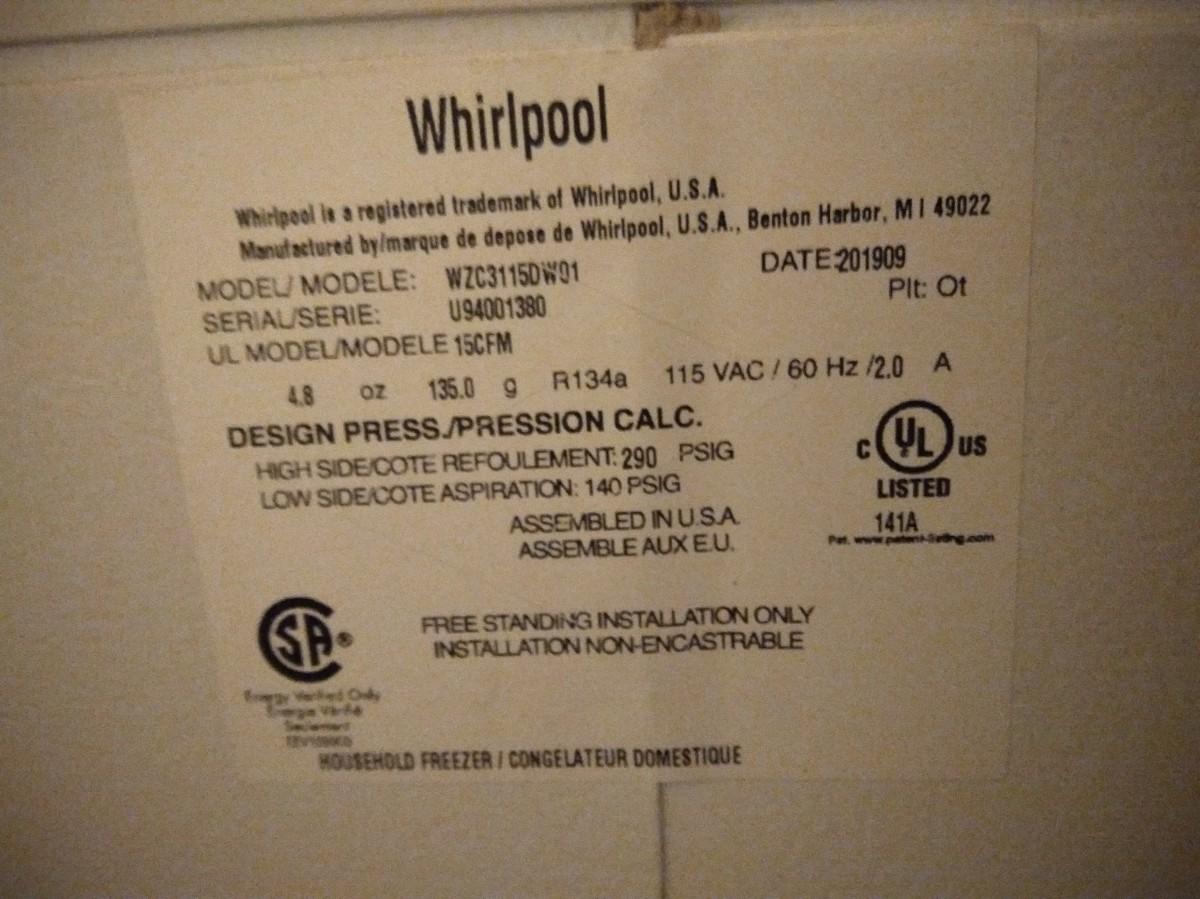 Whirlpool
Whirlpool is a registered trademark of Whirlpool, U.S.A.
Manufactured by/marque de depose de Whirlpool, U.S.A., Benton Harbor, MI 49022
MODEL/ MODELE: WZC3115DW01 DATE:201909
SERIAL/SERIE: U94001380 Plt: Ot
UL MODEL/MODELE 15CFM
4.8 oz 135.0 g R134a 115 VAC / 60 Hz /2.0 A
DESIGN PRESS./PRESSION CALC.
HIGH SIDE/COTE REFOULEMENT: 290 PSIG
LOW SIDE/COTE ASPIRATION: 140 PSIG
C UL US
LISTED
141A
ASSEMBLED IN U.S.A.
ASSEMBLE AUX E.U.
Pat. www.patent-listing.com
SA®
FREE STANDING INSTALLATION ONLY
INSTALLATION NON-ENCASTRABLE
Energy Verified Only
Énergie Vérifié
Seulement
HOUSEHOLD FREEZER / CONGELATEUR DOMESTIQUE